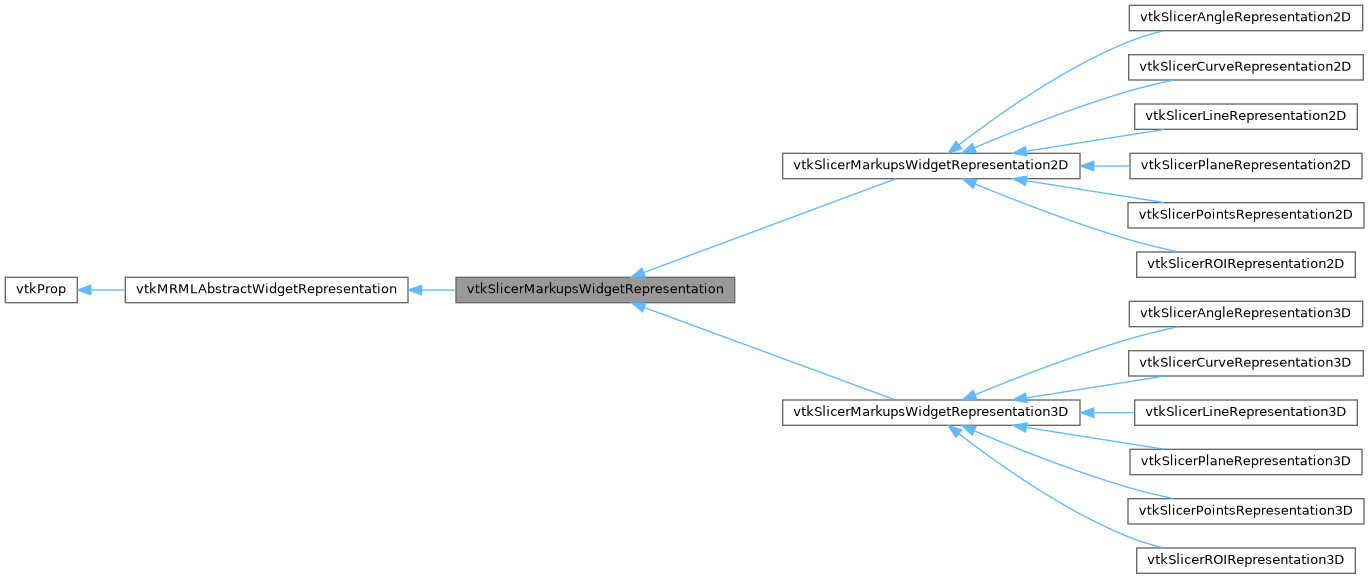 vtkSlicerAngleRepresentation2D
vtkSlicerCurveRepresentation2D
vtkSlicerLineRepresentation2D
vtkSlicerMarkupsWidgetRepresentation2D
vtkSlicerPlaneRepresentation2D
vtkSlicerPointsRepresentation2D
vtkSlicerROIRepresentation2D
vtkProp
vtkMRMLAbstractWidgetRepresentation
vtkSlicerMarkupsWidgetRepresentation
vtkSlicerAngleRepresentation3D
vtkSlicerCurveRepresentation3D
vtkSlicerMarkupsWidgetRepresentation3D
vtkSlicerLineRepresentation3D
vtkSlicerPlaneRepresentation3D
vtkSlicerPointsRepresentation3D
vtkSlicerROIRepresentation3D